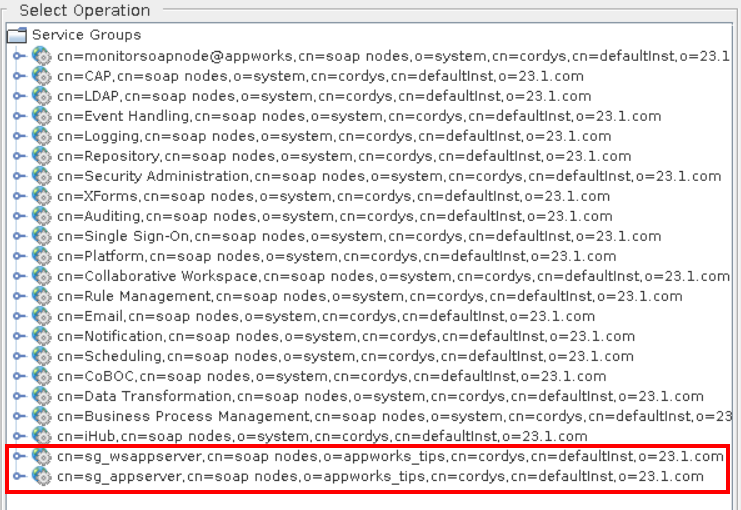 Select Operation
Service Groups
cn=monitorsoapnode@appworks,cn=soap nodes,o=system,cn=cordys,cn=defaultInst,o=23.1
cn=CAP,cn=soap nodes,o=system,cn=cordys,cn=defaultInst,o=23.1.com
cn=LDAP,cn=soap nodes,o=system,cn=cordys,cn=defaultInst,o=23.1.com
cn=Event Handling,cn=soap nodes,o=system,cn=cordys,cn=defaultInst,o=23.1.com
cn=Logging,cn=soap nodes,o=system,cn=cordys,cn=defaultInst,o=23.1.com
cn=Repository,cn=soap nodes,o=system,cn=cordys,cn=defaultInst,o=23.1.com
cn=Security Administration,cn=soap nodes,o=system,cn=cordys,cn=defaultInst,o=23.1.com
cn=XForms,cn=soap nodes,o=system,cn=cordys,cn=defaultInst,o=23.1.com
cn=Auditing,cn=soap nodes,o=system,cn=cordys,cn=defaultInst,o=23.1.com
cn=Single Sign-On,cn=soap nodes,o=system,cn=cordys,cn=defaultInst,o=23.1.com
cn=Platform,cn=soap nodes,o=system,cn=cordys,cn=defaultInst,o=23.1.com
cn=Collaborative Workspace,cn=soap nodes,o=system,cn=cordys,cn=defaultInst,o=23.1.com
cn=Rule Management,cn=soap nodes,o=system,cn=cordys,cn=defaultInst,o=23.1.com
cn=Email,cn=soap nodes,o=system,cn=cordys,cn=defaultInst,o=23.1.com
cn=Notification,cn=soap nodes,o=system,cn=cordys,cn=defaultInst,o=23.1.com
cn=Scheduling,cn=soap nodes,o=system,cn=cordys,cn=defaultInst,o=23.1.com
cn=CoBOC,cn=soap nodes,o=system,cn=cordys,cn=defaultInst,o=23.1.com
cn=Data Transformation,cn=soap nodes,o=system,cn=cordys,cn=defaultInst,o=23.1.com
cn=Business Process Management,cn=soap nodes,o=system,cn=cordys,cn=defaultInst,o=23
cn=iHub,cn=soap nodes,o=system,cn=cordys,cn=defaultInst,o=23.1.com
cn=sg_wsappserver,cn=soap nodes,o=appworks_tips,cn=cordys,cn=defaultInst,o=23.1.com
cn=sg_appserver,cn=soap nodes,o=appworks_tips,cn=cordys,cn=defaultInst,o=23.1.com